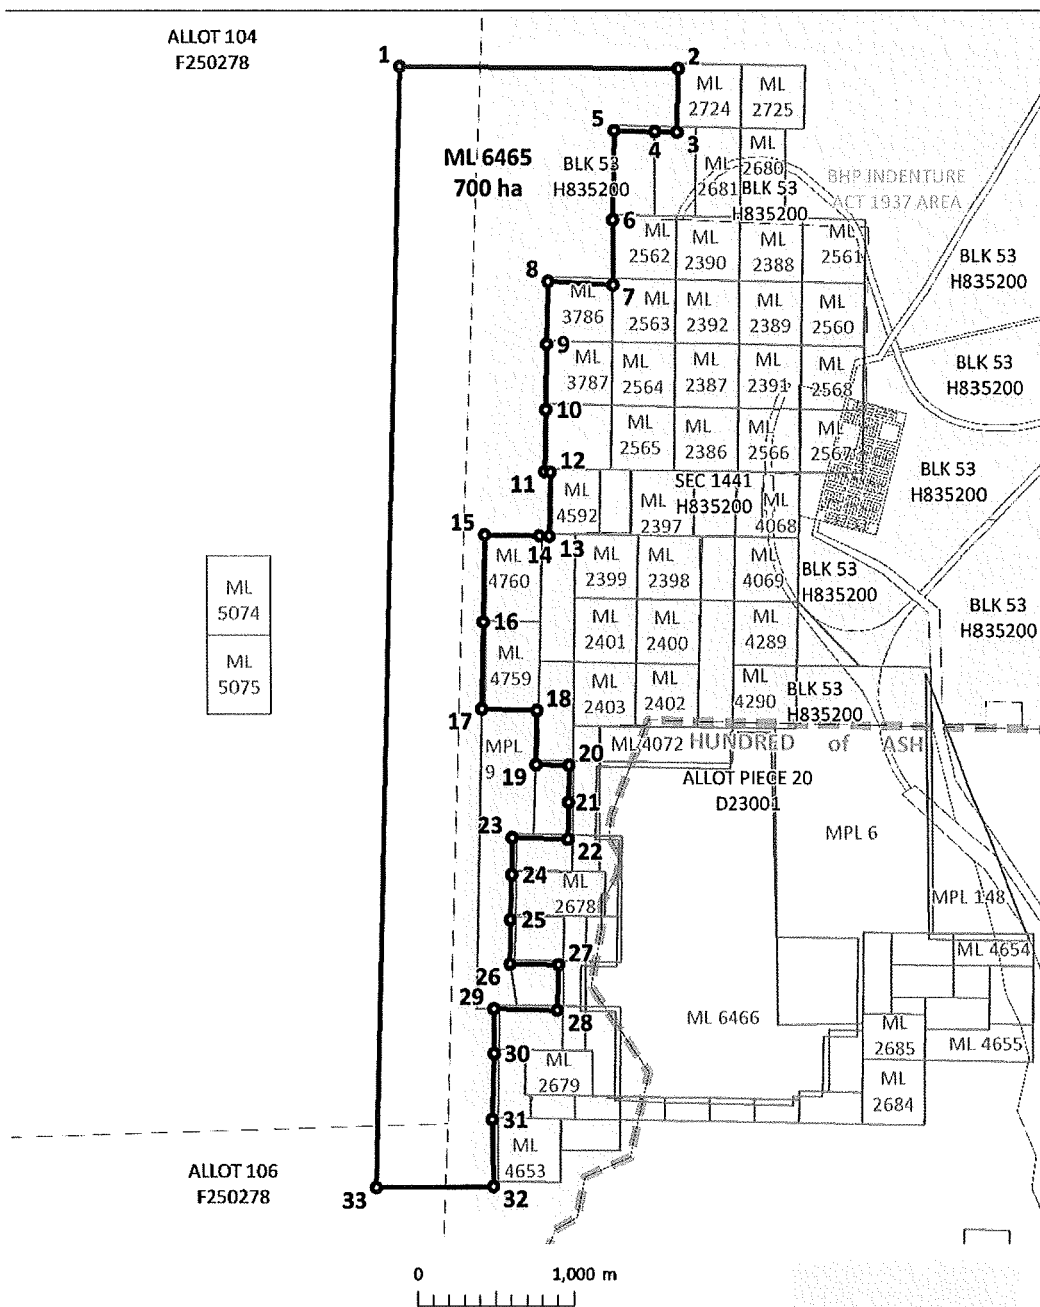 ALLOT 104
F250278
1
2
ML
2724
ML
2725
5
4
3
ML 6465
700 ha
BLK 53
H835200
ML
2681
ML
2680
BLK 53
H835200
BHP INDENTURE
ACT 1937 AREA
6
ML
2562
ML
2390
ML
2388
ML
2561
BLK 53
H835200
8
7
ML
3786
ML
2563
ML
2392
ML
2389
ML
2560
9
ML
3787
ML
2564
ML
2387
ML
2391
ML
2568
BLK 53
H835200
10
ML
2565
ML
2386
ML
2566
ML
2567
11
12
ML
4592
SEC 1441
H835200
ML
2397
ML
4068
BLK 53
H835200
15
14
13
ML
4760
ML
2399
ML
2398
ML
4069
BLK 53
H835200
ML
5074
ML
5075
16
ML
4759
ML
2401
ML
2400
ML
4289
BLK 53
H835200
17
18
ML
2403
ML
2402
ML
4290
BLK 53
H835200
MPL
9
19
20
ML 4072
HUNDRED of ASH
ALLOT PIECE 20
D23001
21
23
22
MPL 6
24
ML
2678
MPL 148
25
26
27
ML 4654
29
28
ML 6466
ML
2685
ML 4655
30
ML
2679
ML
2684
31
ML
4653
ALLOT 106
F250278
33
32
0
1,000 m